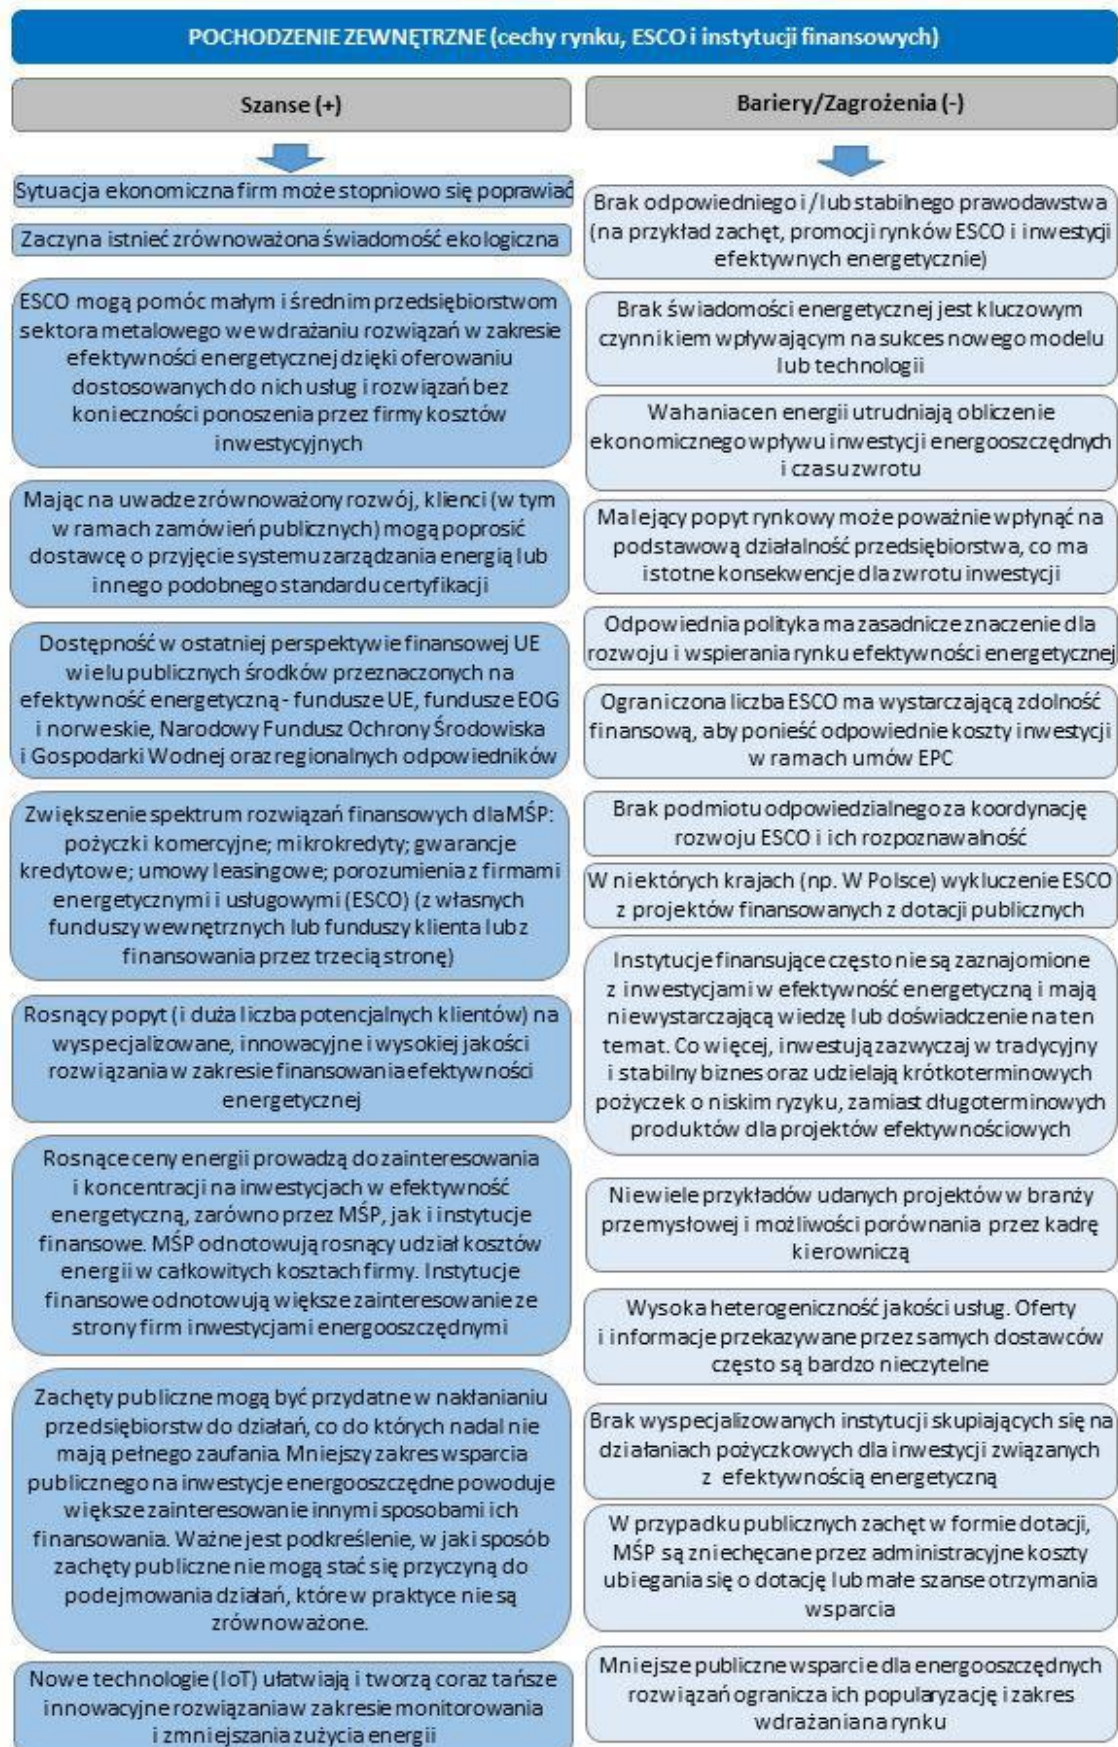 POCHODZENIE ZEWNĘTRZNE (cechy rynku, ESCO i instytucji finansowych)
Szanse (+)
Sytuacja ekonomiczna firm może stopniowo się poprawiać
Zaczyna istnieć zrównoważona świadomość ekologiczna
ESCO mogą pomóc małym i średnim przedsiębiorstwom
sektora metalowego we wdrażaniu rozwiązań w zakresie
efektywności energetycznej dzięki oferowaniu
dostosowanych do nich usług i rozwiązań bez
konieczności ponoszenia przez firmy kosztów
inwestycyjnych
Mając na uwadze zrównoważony rozwój, klienci (w tym
w ramach zamówień publicznych) mogą poprosić
dostawcę o przyjęcie systemu zarządzania energią lub
innego podobnego standardu certyfikacji
Dostępność w ostatniej perspektywie finansowej UE
wielu publicznych środków przeznaczonych na
efektywność energetyczną - fundusze UE, fundusze EOG
i norweskie, Narodowy Fundusz Ochrony Środowiska
i Gospodarki Wodnej oraz regionalnych odpowiedników
Zwiększenie spektrum rozwiązań finansowych dla MŚP:
pożyczki komercyjne; mikrokredyty; gwarancje
kredytowe; umowy leasingowe; porozumienia z firmami
energetycznymi i usługowymi (ESCO) (z własnych
funduszy wewnętrznych lub funduszy klienta lub z
finansowania przez trzecią stronę)
Rosnący popyt (i duża liczba potencjalnych klientów) na
wyspecjalizowane, innowacyjne i wysokiej jakości
rozwiązania w zakresie finansowania efektywności
energetycznej
Rosnące ceny energii prowadzą do zainteresowania
i koncentracji na inwestycjach w efektywność
energetyczną, zarówno przez MŚP, jak i instytucje
finansowe. MŚP odnotowują rosnący udział kosztów
energii w całkowitych kosztach firmy. Instytucje
finansowe odnotowują większe zainteresowanie ze
strony firm inwestycjami energooszczędnymi
Zachęty publiczne mogą być przydatne w nakłanianiu
przedsiębiorstw do działań, co do których nadal nie
mają pełnego zaufania. Mniejszy zakres wsparcia
publicznego na inwestycje energooszczędne powoduje
większe zainteresowanie innymi sposobami ich
finansowania. Ważne jest podkreślenie, w jaki sposób
zachęty publiczne nie mogą stać się przyczyną do
podejmowania działań, które w praktyce nie są
zrównoważone.
Nowe technologie (IoT) ułatwiają i tworzą coraz tańsze
innowacyjne rozwiązania w zakresie monitorowania
i zmniejszania zużycia energii
Bariery/Zagrożenia (-)
Brak odpowiedniego i /lub stabilnego prawodawstwa
(na przykład zachęt, promocji rynków ESCO i inwestycji
efektywnych energetycznie)
Brak świadomości energetycznej jest kluczowym
czynnikiem wpływającym na sukces nowego modelu
lub technologii
Wahania cen energii utrudniają obliczenie
ekonomicznego wpływu inwestycji energooszczędnych
i czasu zwrotu
Malejący popyt rynkowy może poważnie wpłynąć na
podstawową działalność przedsiębiorstwa, co ma
istotne konsekwencje dla zwrotu inwestycji
Odpowiednia polityka ma zasadnicze znaczenie dla
rozwoju i wspierania rynku efektywności energetycznej
Ograniczona liczba ESCO ma wystarczającą zdolność
finansową, aby ponieść odpowiednie koszty inwestycji
w ramach umów EPC
Brak podmiotu odpowiedzialnego za koordynację
rozwoju ESCO i ich rozpoznawalność
W niektórych krajach (np. W Polsce) wykluczenie ESCO
z projektów finansowanych z dotacji publicznych
Instytucje finansujące często nie są zaznajomione
z inwestycjami w efektywność energetyczną i mają
niewystarczającą wiedzę lub doświadczenie na ten
temat. Co więcej, inwestują zazwyczaj w tradycyjny
i stabilny biznes oraz udzielają krótkoterminowych
pożyczek o niskim ryzyku, zamiast długoterminowych
produktów dla projektów efektywnościowych
Niewiele przykładów udanych projektów w branży
przemysłowej i możliwości porównania przez kadrę
kierowniczą
Wysoka heterogeniczność jakości usług. Oferty
i informacje przekazywane przez samych dostawców
często są bardzo nieczytelne
Brak wyspecjalizowanych instytucji skupiających się na
działaniach pożyczkowych dla inwestycji związanych
z efektywnością energetyczną
W przypadku publicznych zachęt w formie dotacji,
MŚP są zniechęcane przez administracyjne koszty
ubiegania się o dotację lub małe szanse otrzymania
wsparcia
Mniejsze publiczne wsparcie dla energooszczędnych
rozwiązań ogranicza ich popularyzację i zakres
wdrażania na rynku